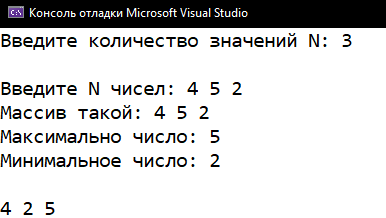 Консоль отладки Microsoft Visual Studio
Введите количество значений N: 3
Введите N чисел: 4 5 2
Массив такой: 4 5 2
Максимально число: 5
Минимальное число: 2
4 2 5